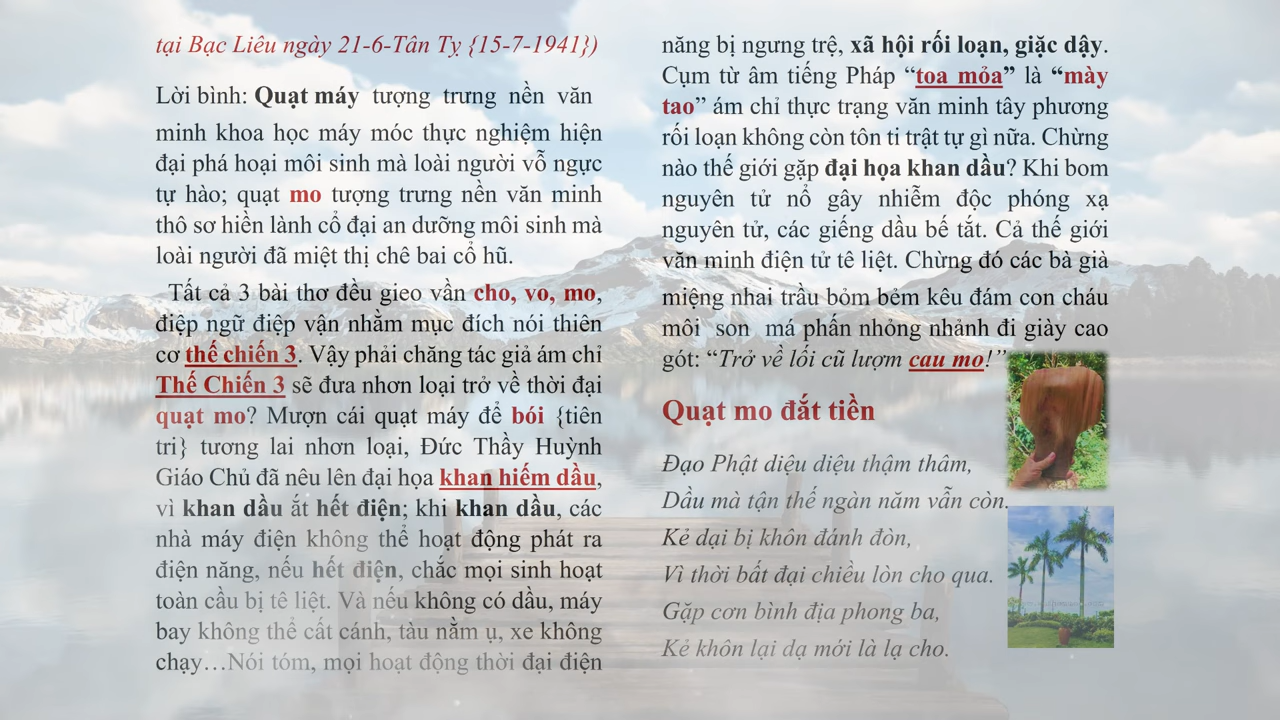 tại Bạc Liêu ngày 21-6-Tân Tỵ {15-7-1941})
Lời bình: Quạt máy tượng trưng nền văn
minh khoa học máy móc thực nghiệm hiện
đại phá hoại môi sinh mà loài người vỗ ngực
tự hào; quạt mo tượng trưng nền văn minh
thô sơ hiền lành cổ đại an dưỡng môi sinh mà
loài người đã miệt thị chê bai cổ hũ.
Tất cả 3 bài thơ đều gieo vần cho, vo, mo,
điệp ngữ điệp vận nhằm mục đích nói thiên
cơ thế chiến 3. Vậy phải chăng tác giả ám chỉ
Thế Chiến 3 sẽ đưa nhơn loại trở về thời đại
quạt mo? Mượn cái quạt máy để bói {tiên
tri} tương lai nhơn loại, Đức Thầy Huỳnh
Giáo Chủ đã nêu lên đại họa khan hiếm dầu,
vì khan dầu ắt hết điện; khi khan dầu, các
nhà máy điện không thể hoạt động phát ra
điện năng, nếu hết điện, chắc mọi sinh hoạt
toàn cầu bị tê liệt. Và nếu không có dầu, máy
bay không thể cất cánh, tàu nằm ụ, xe không
chạy…Nói tóm, mọi hoạt động thời đại điện
năng bị ngưng trệ, xã hội rối loạn, giặc dậy.
Cụm từ âm tiếng Pháp “toa mỏa” là “mày
tao” ám chỉ thực trạng văn minh tây phương
rối loạn không còn tôn ti trật tự gì nữa. Chừng
nào thế giới gặp đại họa khan dầu? Khi bom
nguyên tử nổ gây nhiễm độc phóng xạ
nguyên tử, các giếng dầu bế tắt. Cả thế giới
văn minh điện tử tê liệt. Chừng đó các bà già
miệng nhai trầu bỏm bẻm kêu đám con cháu
môi son má phấn nhỏng nhảnh đi giày cao
gót: “Trở về lối cũ lượm cau mo!”
Quạt mo đắt tiền
Đạo Phật diệu diệu thậm thâm,
Dầu mà tận thế ngàn năm vẫn còn.
Kẻ dại bị khôn đánh đòn,
Vì thời bất đại chiều lòn cho qua.
Gặp cơn bình địa phong ba,
Kẻ khôn lại dạ mới là lạ cho.